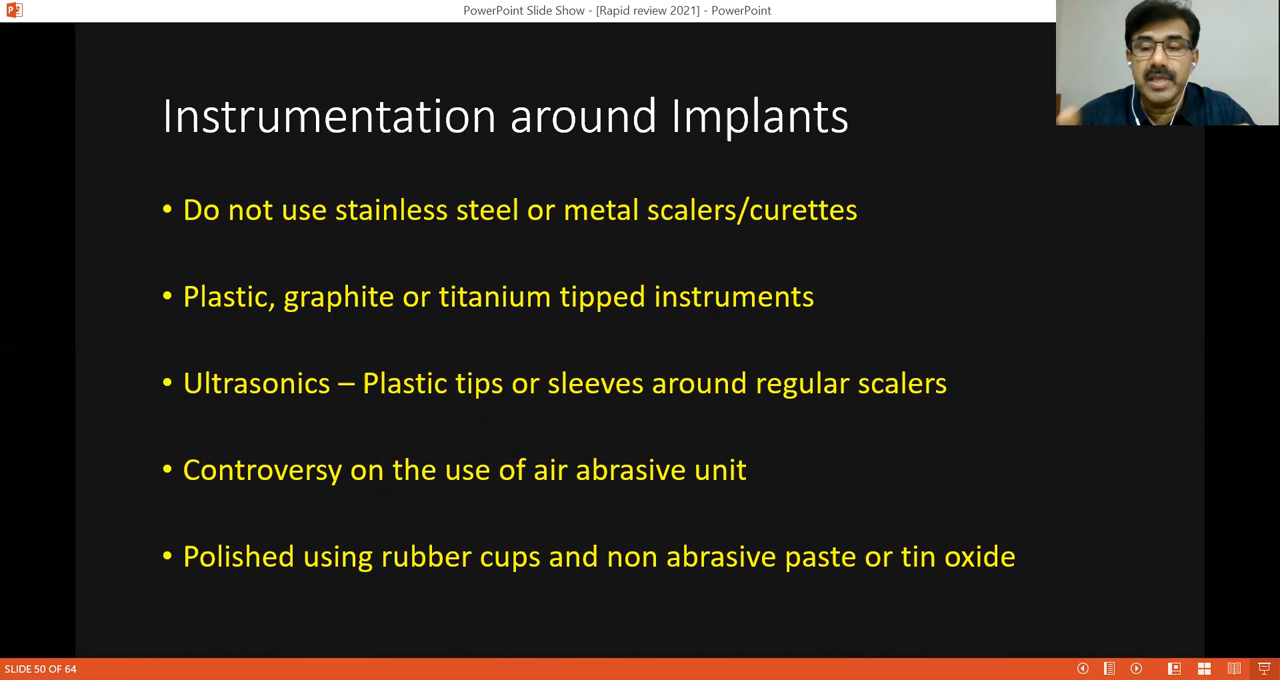 PowerPoint Slide Show - [Rapid review 2021] - PowerPoint
Instrumentation around Implants
• Do not use stainless steel or metal scalers/curettes
• Plastic, graphite or titanium tipped instruments
• Ultrasonics – Plastic tips or sleeves around regular scalers
• Controversy on the use of air abrasive unit
• Polished using rubber cups and non abrasive paste or tin oxide
SLIDE 50 OF 64